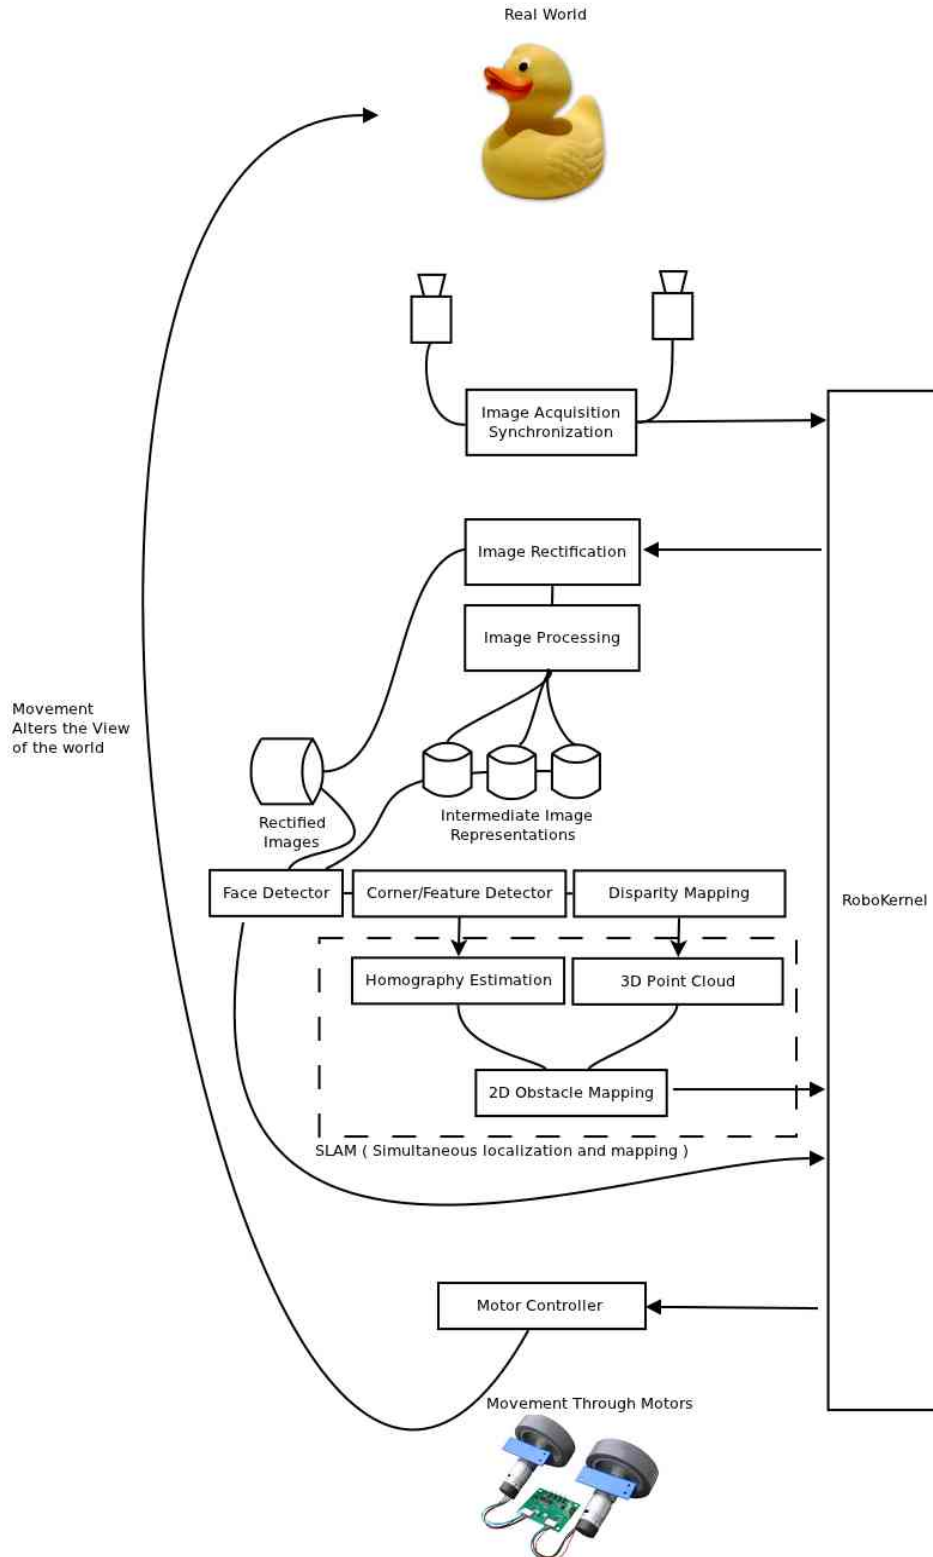 Real World
Image Acquisition
Synchronization
Image Rectification
Image Processing
Movement
Alters the View
of the world
Rectified
Images
Intermediate Image
Representations
Face Detector
Corner/Feature Detector
Disparity Mapping
RoboKernel
Homography Estimation
3D Point Cloud
2D Obstacle Mapping
SLAM ( Simultaneous localization and mapping )
Motor Controller
Movement Through Motors